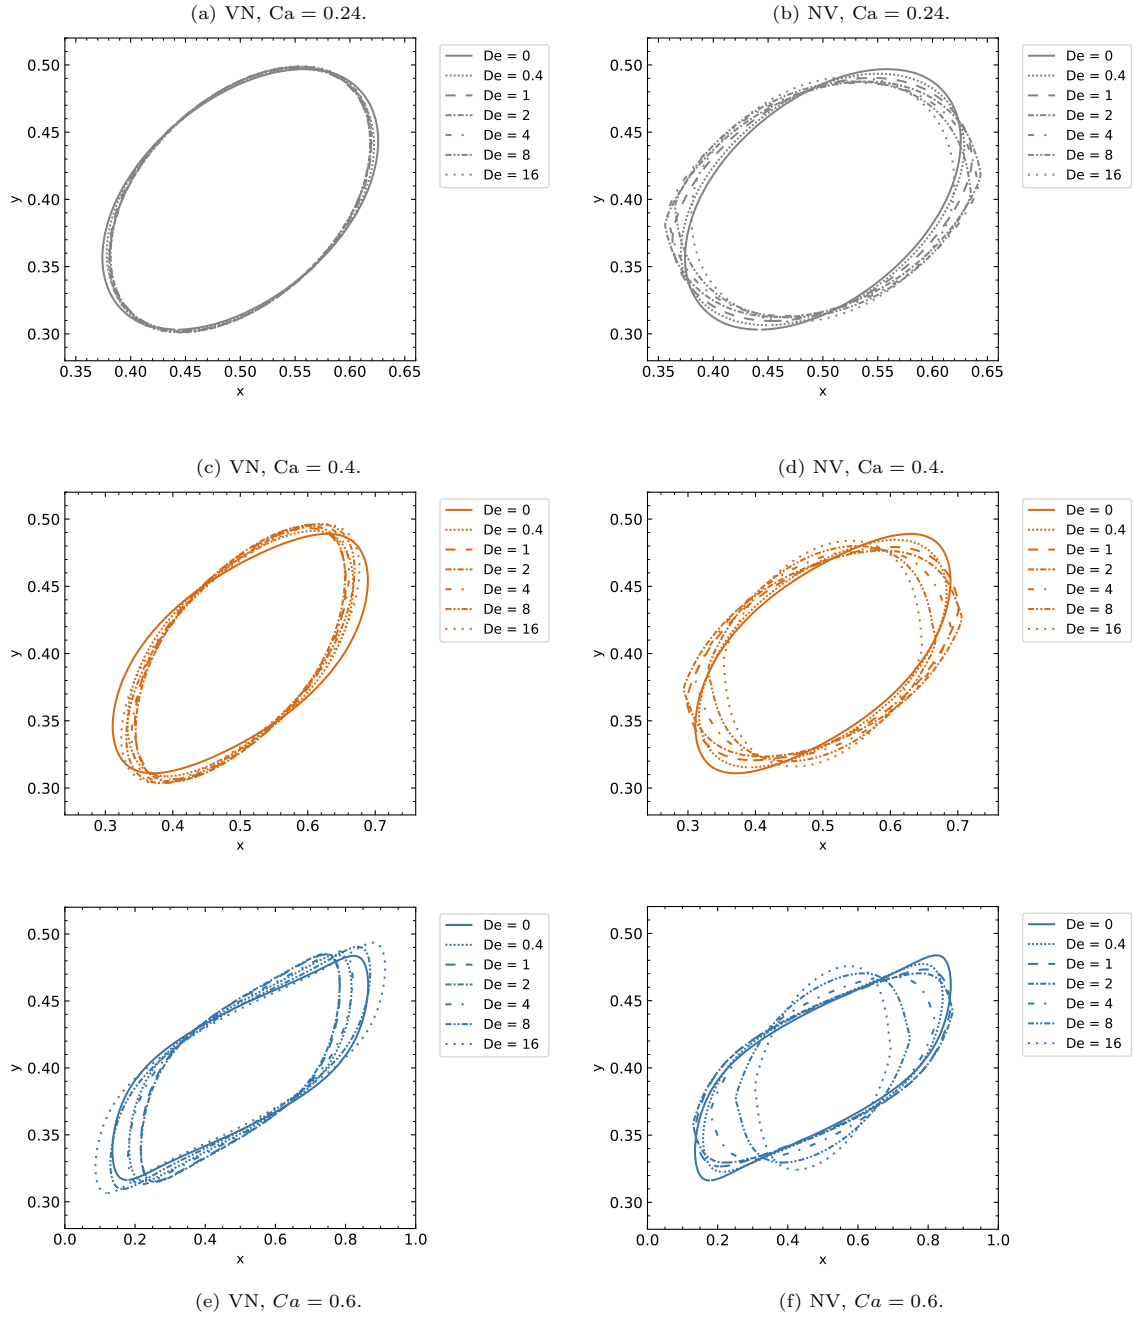 (a) VN, Ca = 0.24.
(b) NV, Ca = 0.24.
0.50
0.45
0.40
0.35
0.30
y
0.35 0.40 0.45 0.50 0.55 0.60 0.65
x
De = 0
De = 0.4
De = 1
De = 2
De = 4
De = 8
De = 16
0.50
0.45
0.40
0.35
0.30
y
0.35 0.40 0.45 0.50 0.55 0.60 0.65
x
De = 0
De = 0.4
De = 1
De = 2
De = 4
De = 8
De = 16
(c) VN, Ca = 0.4.
(d) NV, Ca = 0.4.
0.50
0.45
0.40
0.35
0.30
y
0.3 0.4 0.5 0.6 0.7
x
De = 0
De = 0.4
De = 1
De = 2
De = 4
De = 8
De = 16
0.50
0.45
0.40
0.35
0.30
y
0.3 0.4 0.5 0.6 0.7
x
De = 0
De = 0.4
De = 1
De = 2
De = 4
De = 8
De = 16
0.50
0.45
0.40
0.35
0.30
y
0.0 0.2 0.4 0.6 0.8 1.0
x
De = 0
De = 0.4
De = 1
De = 2
De = 4
De = 8
De = 16
0.50
0.45
0.40
0.35
0.30
y
0.0 0.2 0.4 0.6 0.8 1.0
x
De = 0
De = 0.4
De = 1
De = 2
De = 4
De = 8
De = 16
(e) VN, Ca = 0.6.
(f) NV, Ca = 0.6.